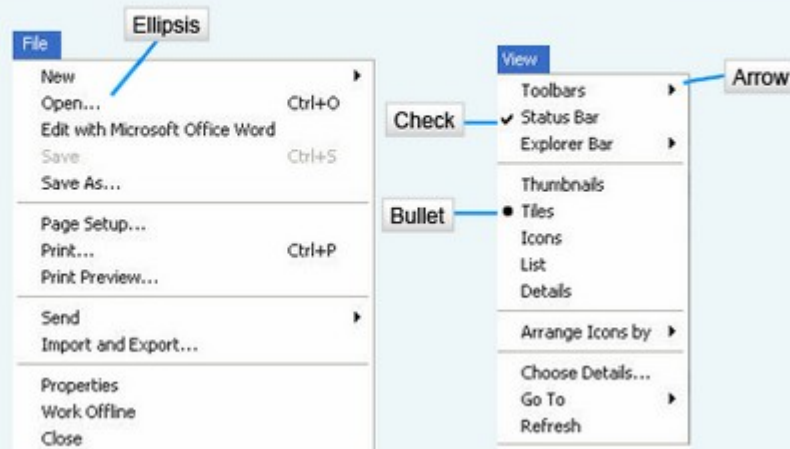 Ellipsis
File
New
Open... Ctrl+O
Edit with Microsoft Office Word
Save Ctrl+S
Save As...
Page Setup...
Print... Ctrl+P
Print Preview...
Send
Import and Export...
Properties
Work Offline
Close
View
Arrow
Toolbars
Check
Status Bar
Explorer Bar
Thumbnails
Bullet
Tiles
Icons
List
Details
Arrange Icons by
Choose Details...
Go To
Refresh